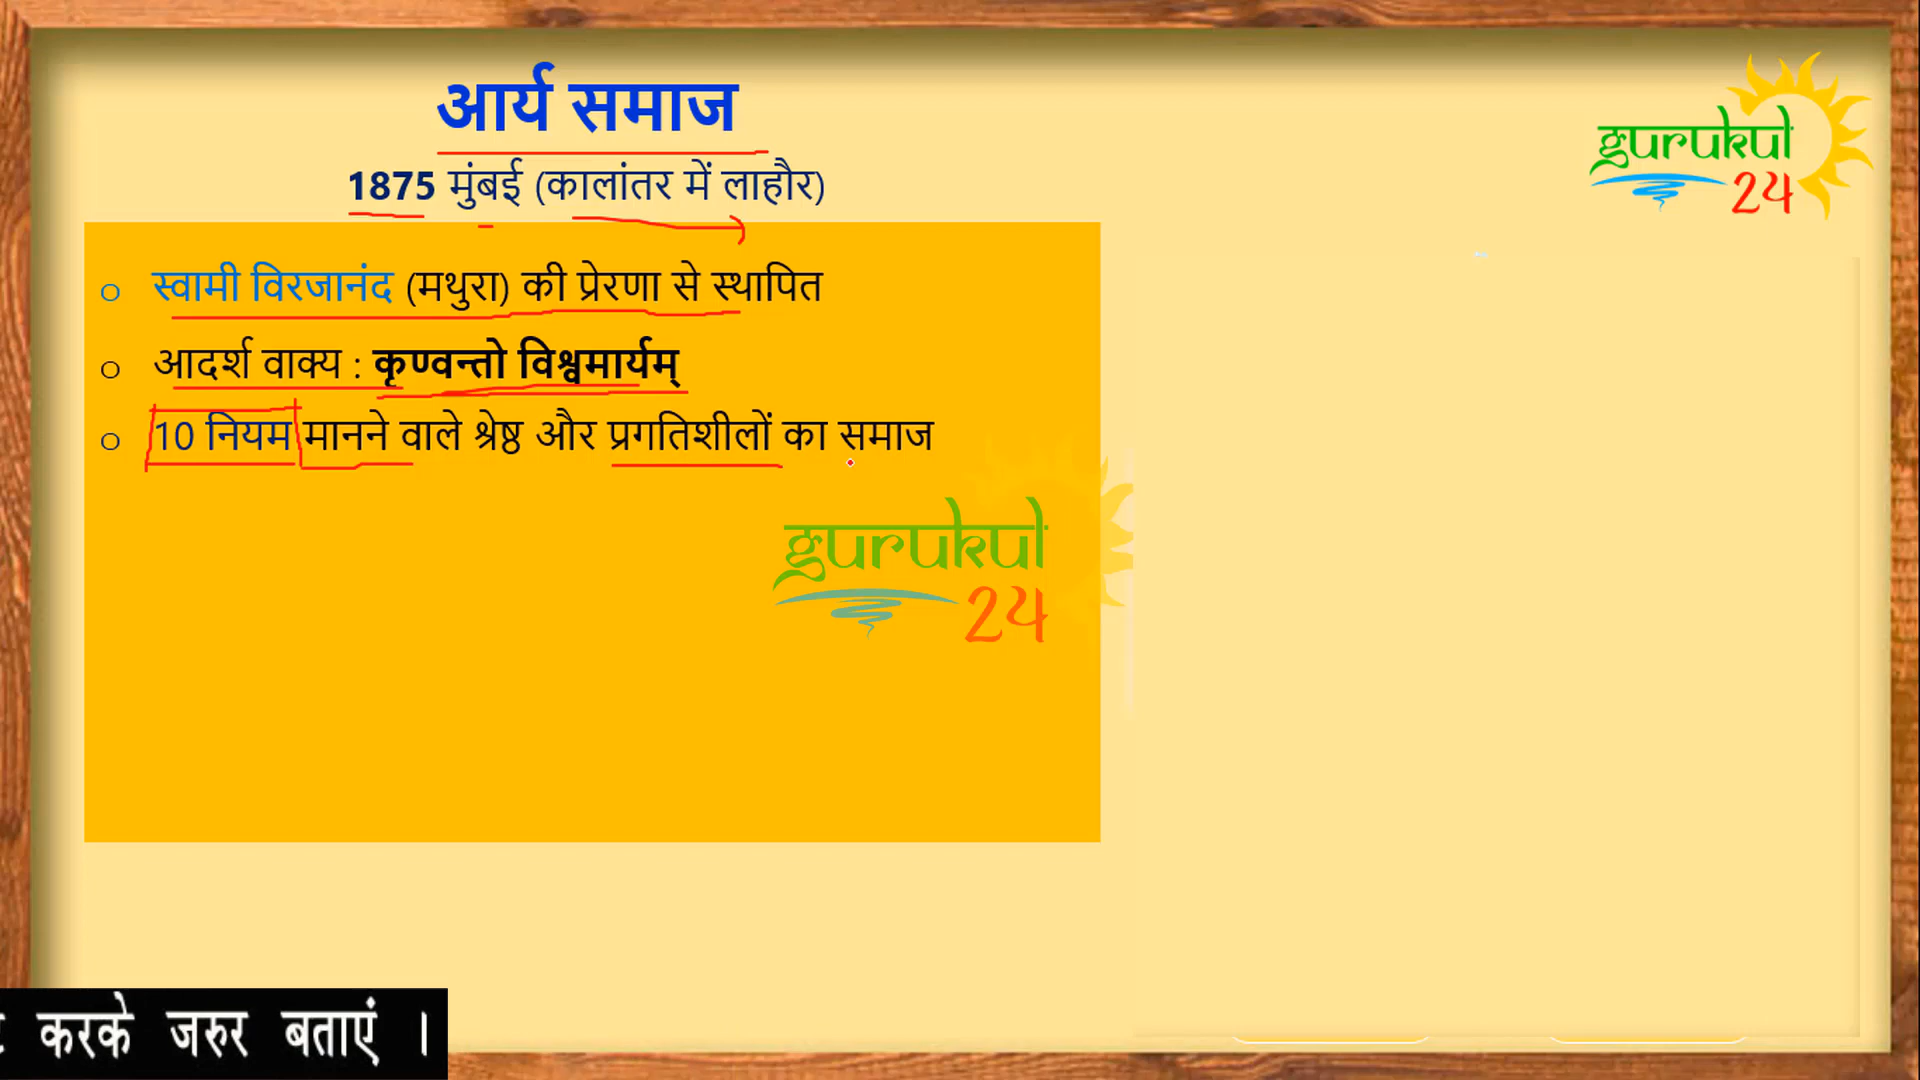 आर्य समाज
1875 मुंबई (कालांतर में लाहौर)
gurukul
24
स्वामी विरजानंद (मथुरा) की प्रेरणा से स्थापित
आदर्श वाक्य : कृण्वन्तो विश्वमार्यम्
10 नियम मानने वाले श्रेष्ठ और प्रगतिशीलों का समाज
gurukul
24
करके जरुर बताएं ।